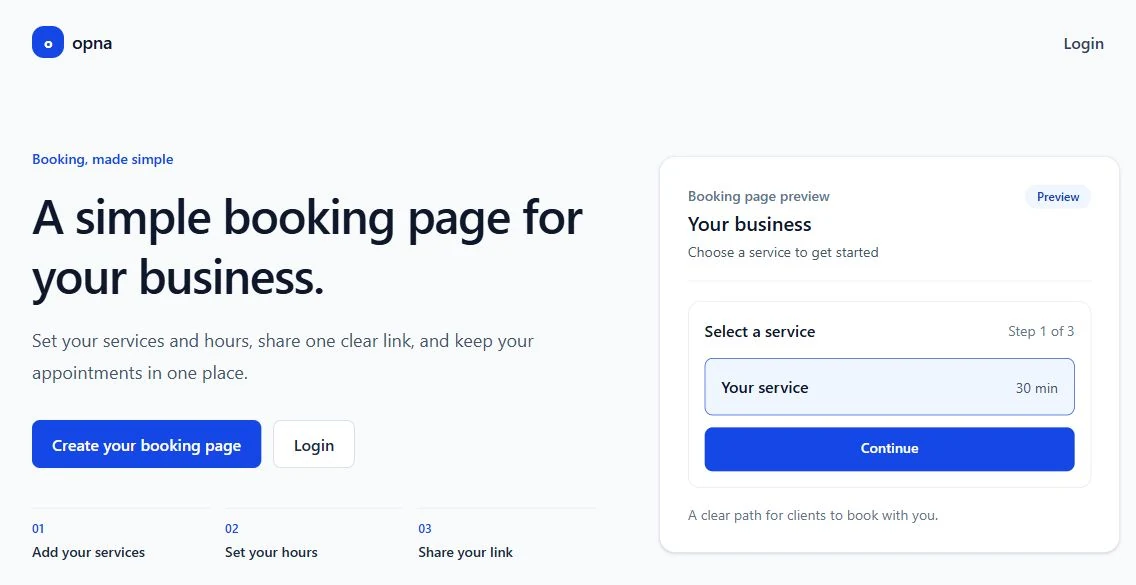 o opna
Login
Booking, made simple
A simple booking page for
your business.
Set your services and hours, share one clear link, and keep your
appointments in one place.
Create your booking page
Login
01
Add your services
02
Set your hours
03
Share your link
Booking page preview
Preview
Your business
Choose a service to get started
Select a service
Step 1 of 3
Your service
30 min
Continue
A clear path for clients to book with you.